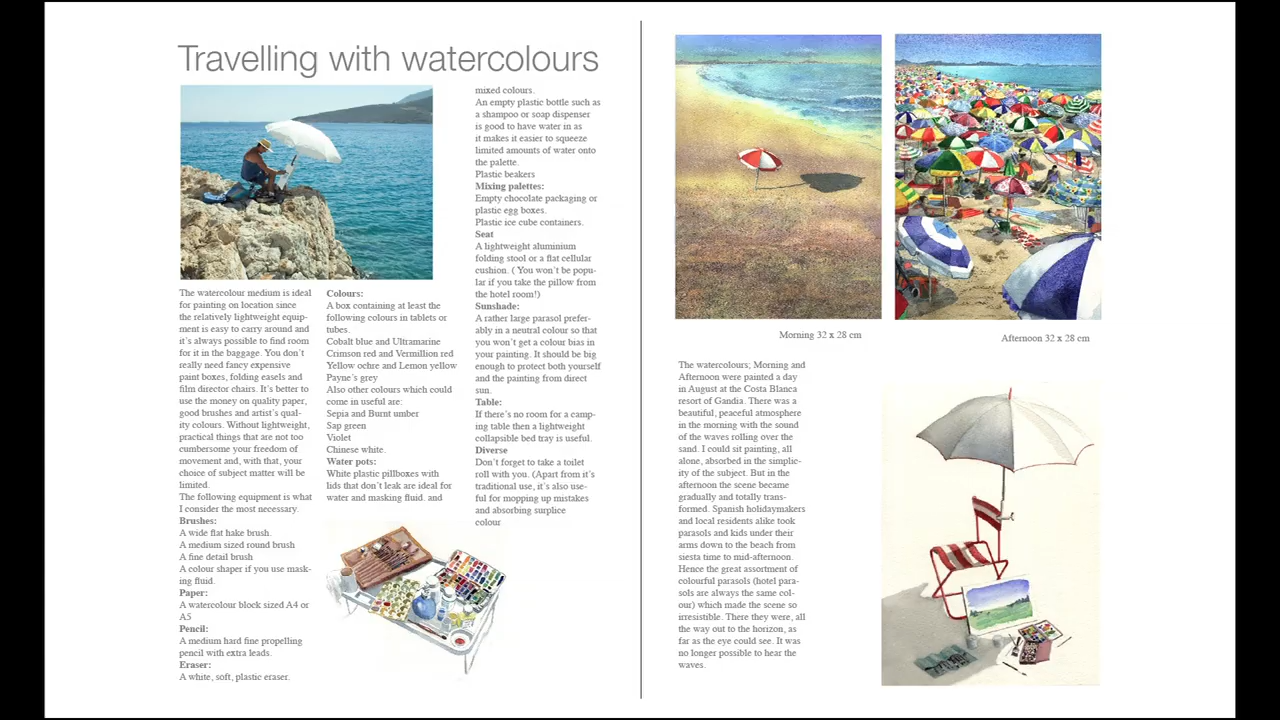 Travelling with watercolours
The watercolour medium is ideal
for painting on location since
the relatively lightweight equip-
ment is easy to carry around and
it's always possible to find room
for it in the baggage. You don't
really need fancy expensive
paint boxes, folding easels and
film director chairs. It's better to
use the money on quality paper,
good brushes and artist's qual-
ity colours. Without lightweight,
practical things that are not too
cumbersome your freedom of
movement and, with that, your
choice of subject matter will be
limited.
The following equipment is what
I consider the most necessary.
Brushes:
A wide flat hake brush.
A medium sized round brush
A fine detail brush
A colour shaper if you use mask-
ing fluid.
Paper:
A watercolour block sized A4 or
A5
Pencil:
A medium hard fine propelling
pencil with extra leads.
Eraser:
A white, soft, plastic eraser.
Colours:
A box containing at least the
following colours in tablets or
tubes.
Cobalt blue and Ultramarine
Crimson red and Vermillion red
Yellow ochre and Lemon yellow
Payne's grey
Also other colours which could
come in useful are:
Sepia and Burnt umber
Sap green
Violet
Chinese white.
Water pots:
White plastic pillboxes with
lids that don't leak are ideal for
water and masking fluid. and
mixed colours.
An empty plastic bottle such as
a shampoo or soap dispenser
is good to have water in as
it makes it easier to squeeze
limited amounts of water onto
the palette.
Plastic beakers
Mixing palettes:
Empty chocolate packaging or
plastic egg boxes.
Plastic ice cube containers.
Seat
A lightweight aluminium
folding stool or a flat cellular
cushion. ( You won't be popu-
lar if you take the pillow from
the hotel room!)
Sunshade:
A rather large parasol prefer-
ably in a neutral colour so that
you won't get a colour bias in
your painting. It should be big
enough to protect both yourself
and the painting from direct
sun.
Table:
If there's no room for a camp-
ing table then a lightweight
collapsible bed tray is useful.
Diverse
Don't forget to take a toilet
roll with you. (Apart from it's
traditional use, it's also use-
ful for mopping up mistakes
and absorbing surplice
colour
Morning 32 x 28 cm
Afternoon 32 x 28 cm
The watercolours; Morning and
Afternoon were painted a day
in August at the Costa Blanca
resort of Gandia. There was a
beautiful, peaceful atmosphere
in the morning with the sound
of the waves rolling over the
sand. I could sit painting, all
alone, absorbed in the simplic-
ity of the subject. But in the
afternoon the scene became
gradually and totally trans-
formed. Spanish holidaymakers
and local residents alike took
parasols and kids under their
arms down to the beach from
siesta time to mid-afternoon.
Hence the great assortment of
colourful parasols (hotel para-
sols are always the same col-
our) which made the scene so
irresistible. There they were, all
the way out to the horizon, as
far as the eye could see. It was
no longer possible to hear the
waves.